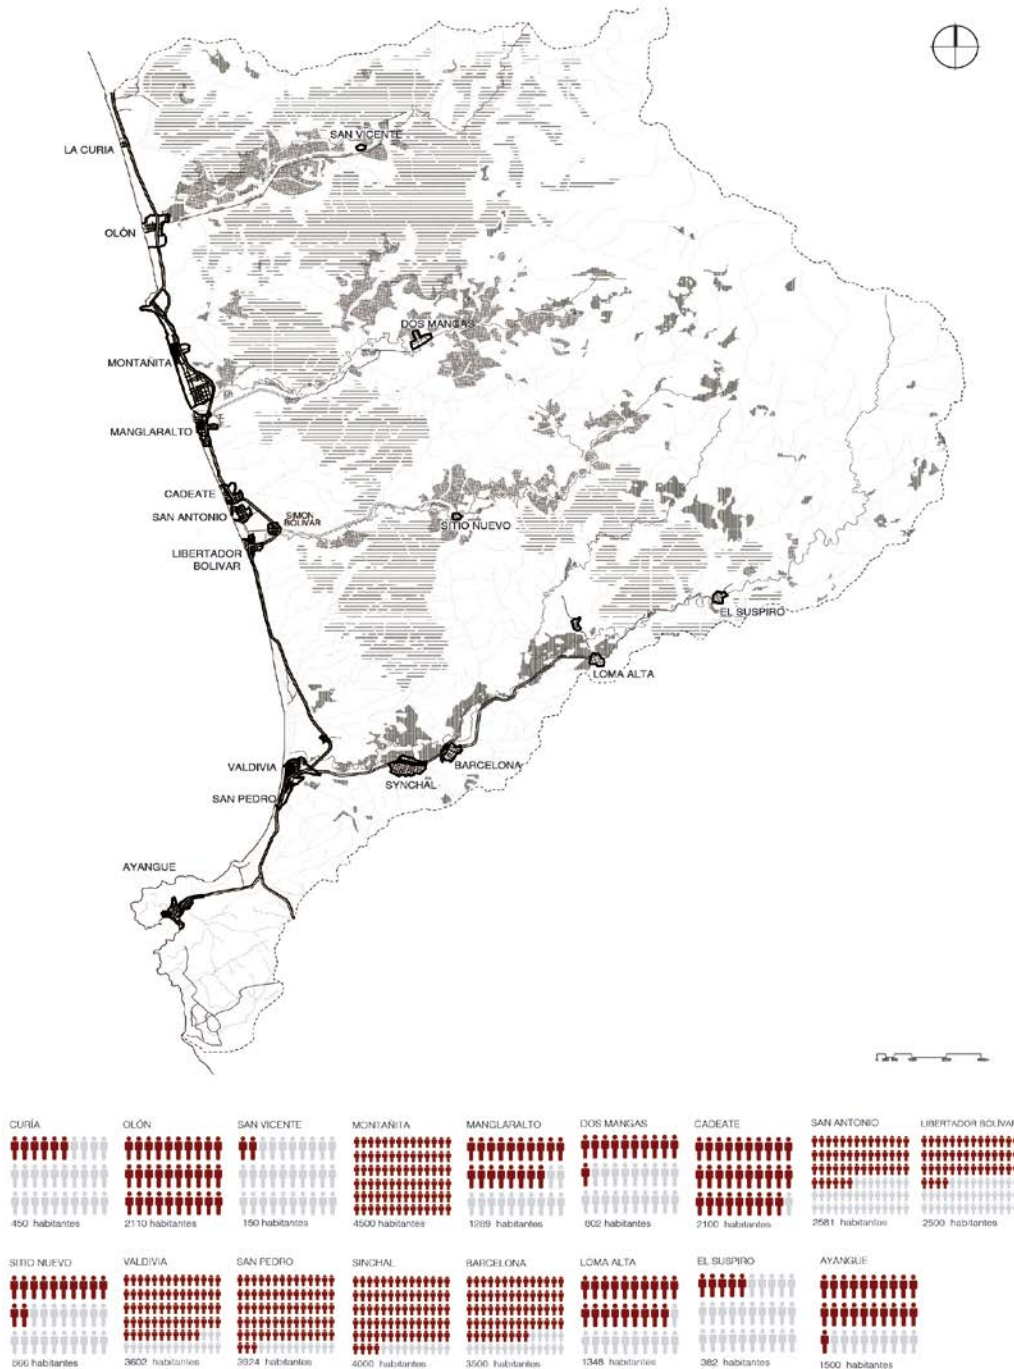 SAN VICENTE
LA CURIA
OLÓN
DOS MANGAS
MONTAÑITA
MANGLARALTO
CADEATE
SAN ANTONIO
SIMON
BOLIVAR
SITIO NUEVO
LIBERTADOR
BOLIVAR
EL SUSPIRO
LOMA ALTA
VALDIVIA
BARCELONA
SYNCHAL
SAN PEDRO
AYANGUE
CURÍA
450 habitantes
OLÓN
2110 habitantes
SAN VICENTE
150 habitantes
MONTAÑITA
4500 habitantes
MANGLARALTO
1289 habitantes
DOS MANGAS
802 habitantes
CADEATE
2100 habitantes
SAN ANTONIO
2581 habitantes
LIBERTADOR BOLÍVAR
2500 habitantes
SITIO NUEVO
866 habitantes
VALDIVIA
3602 habitantes
SAN PEDRO
3924 habitantes
SINCHAL
4000 habitantes
BARCELONA
3500 habitantes
LOMA ALTA
1348 habitantes
EL SUSPIRO
382 habitantes
AYANGUE
1500 habitantes